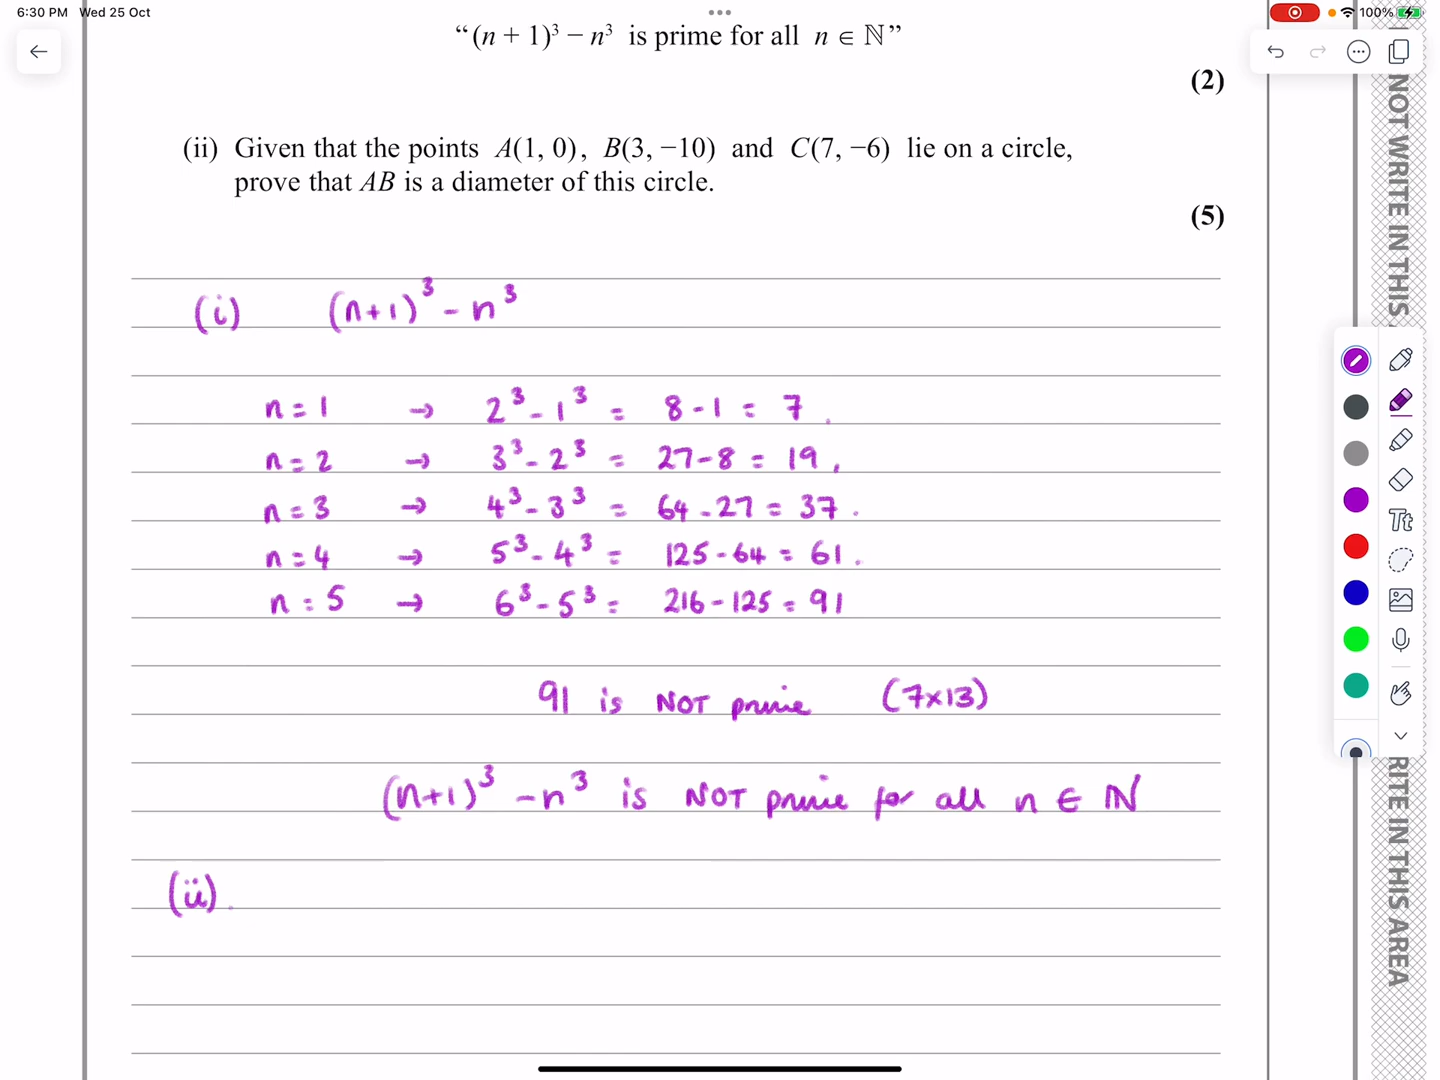 6:30 PM Wed 25 Oct
100%
“(n + 1)³ − n³ is prime for all n ∈ ℕ”
(2)
(ii) Given that the points A(1, 0), B(3, −10) and C(7, −6) lie on a circle,
prove that AB is a diameter of this circle.
(5)
(i) (n+1)³ - n³
n = 1 → 2³ - 1³ = 8 - 1 = 7.
n = 2 → 3³ - 2³ = 27 - 8 = 19,
n = 3 → 4³ - 3³ = 64 - 27 = 37.
n = 4 → 5³ - 4³ = 125 - 64 = 61.
n = 5 → 6³ - 5³ = 216 - 125 = 91
91 is NOT prime (7×13)
(n+1)³ - n³ is NOT prime for all n ∈ ℕ
(ii).
NOT WRITE IN THIS
RITE IN THIS AREA
Tt